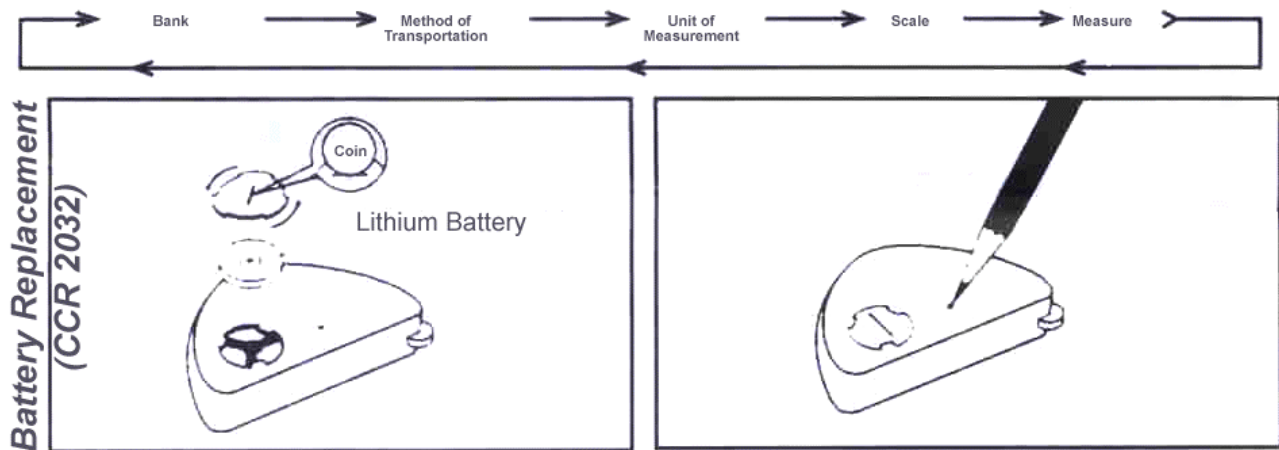 Bank
Method of
Transportation
Unit of
Measurement
Scale
Measure
Battery Replacement
(CCR 2032)
Coin
Lithium Battery